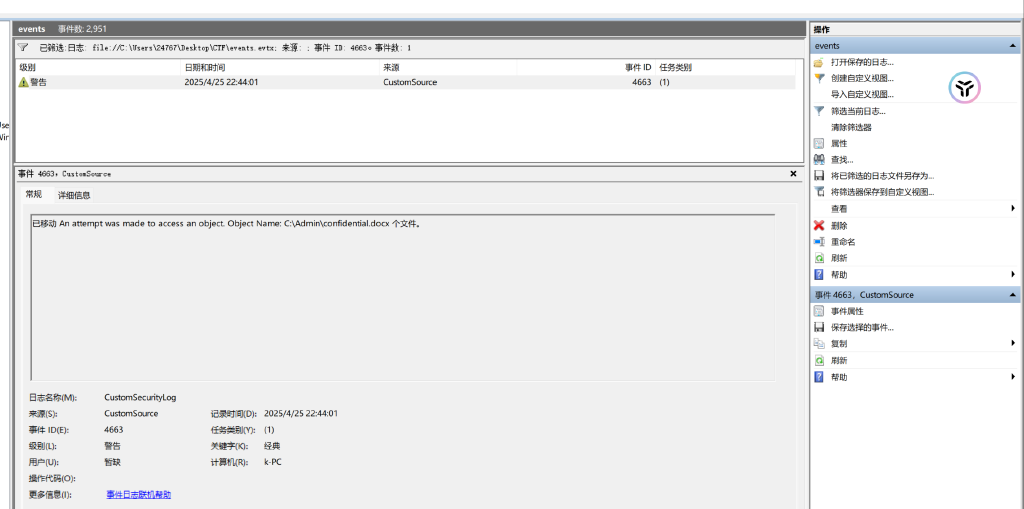 events 事件数: 2,951
已筛选:日志: file://C:\Users\24767\Desktop\CTF\events.evtx; 来源: ; 事件 ID: 4663。事件数: 1
级别 日期和时间 来源 事件 ID 任务类别
警告 2025/4/25 22:44:01 CustomSource 4663 (1)
事件 4663, CustomSource
常规 详细信息
已移动 An attempt was made to access an object. Object Name: C:\Admin\confidential.docx 个文件。
日志名称(M): CustomSecurityLog
来源(S): CustomSource 记录时间(D): 2025/4/25 22:44:01
事件 ID(E): 4663 任务类别(Y): (1)
级别(L): 警告 关键字(K): 经典
用户(U): 暂缺 计算机(R): k-PC
操作代码(O):
更多信息(I): 事件日志联机帮助
操作
events
打开保存的日志...
创建自定义视图...
导入自定义视图...
筛选当前日志...
清除筛选器
属性
查找...
将已筛选的日志文件另存为...
将筛选器保存到自定义视图...
查看
删除
重命名
刷新
帮助
事件 4663, CustomSource
事件属性
保存选择的事件...
复制
刷新
帮助